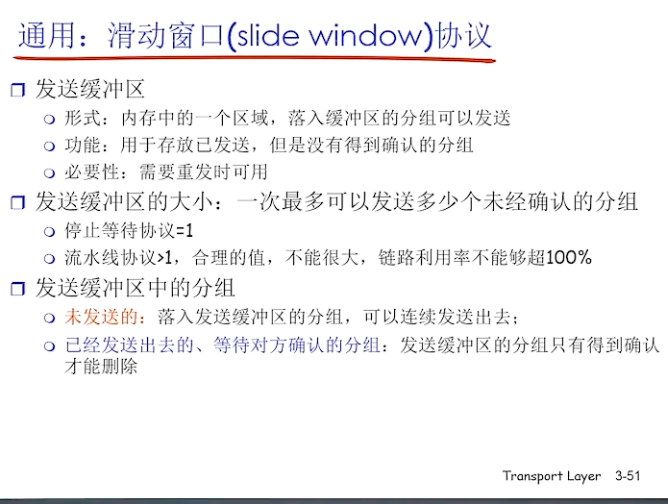 通用：滑动窗口(slide window)协议
发送缓冲区
形式：内存中的一个区域，落入缓冲区的分组可以发送
功能：用于存放已发送，但是没有得到确认的分组
必要性：需要重发时可用
发送缓冲区的大小：一次最多可以发送多少个未经确认的分组
停止等待协议=1
流水线协议>1，合理的值，不能很大，链路利用率不能够超100%
发送缓冲区中的分组
未发送的：落入发送缓冲区的分组，可以连续发送出去；
已经发送出去的、等待对方确认的分组：发送缓冲区的分组只有得到确认
才能删除
Transport Layer 3-51